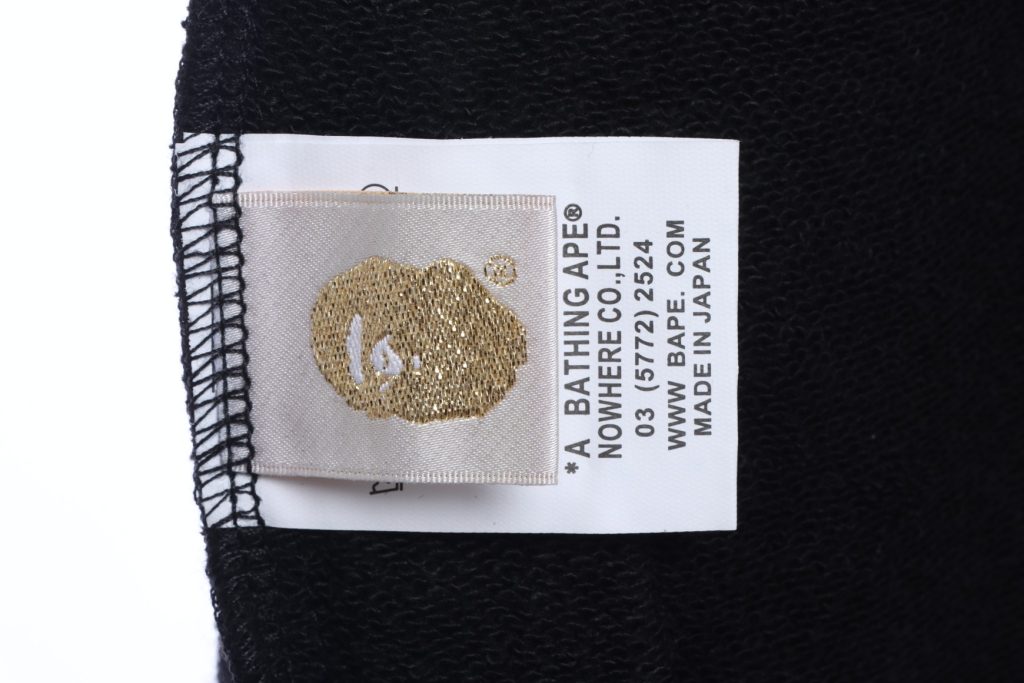 *A BATHING APE®
NOWHERE CO.,LTD.
03 (5772) 2524
WWW BAPE. COM
MADE IN JAPAN
®